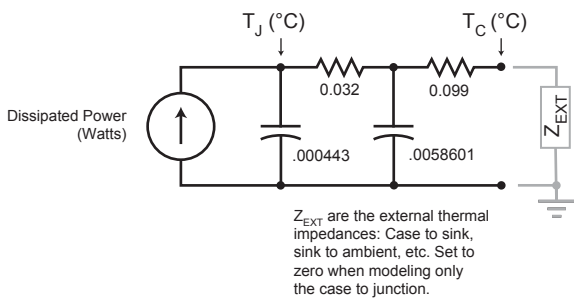 T_J (°C)
T_C (°C)
0.032
0.099
Dissipated Power
(Watts)
Z_EXT
.000443
.0058601
Z_EXT are the external thermal
impedances: Case to sink,
sink to ambient, etc. Set to
zero when modeling only
the case to junction.